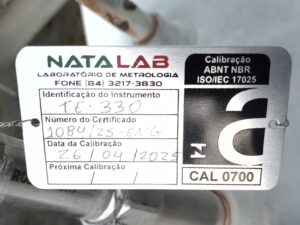 NATALAB
LABORATÓRIO DE METROLOGIA
FONE (84) 3217-3830
Identificação do Instrumento
TE-330
Número do Certificado
1084/25-ENG
Data da Calibração
26/04/2025
Próxima Calibração
/ /
Calibração
ABNT NBR
ISO/IEC 17025
a
CAL 0700